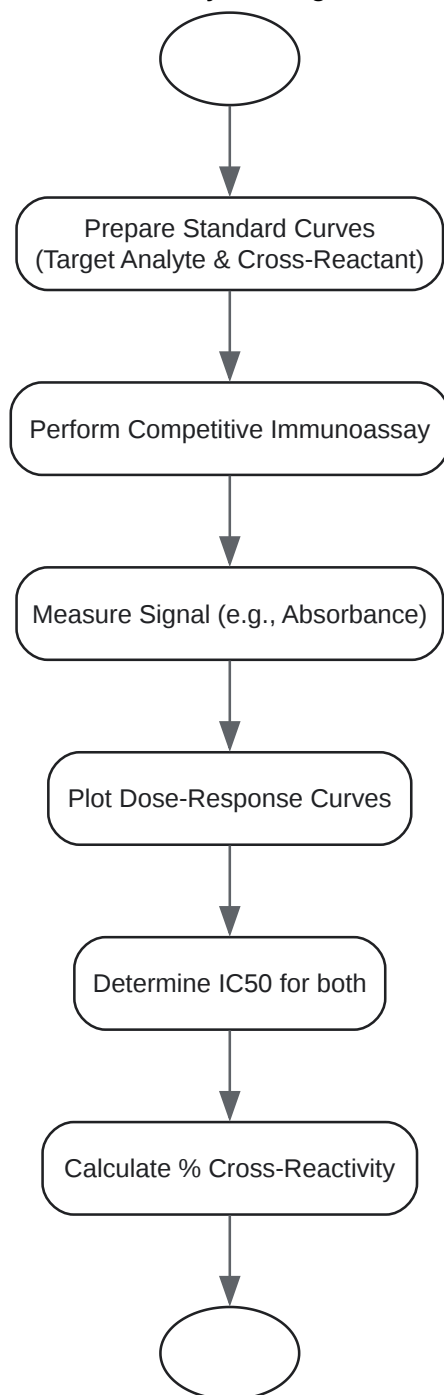 Prepare Standard Curves
(Target Analyte & Cross-Reactant)
Perform Competitive Immunoassay
Measure Signal (e.g., Absorbance)
Plot Dose-Response Curves
Determine IC50 for both
Calculate % Cross-Reactivity